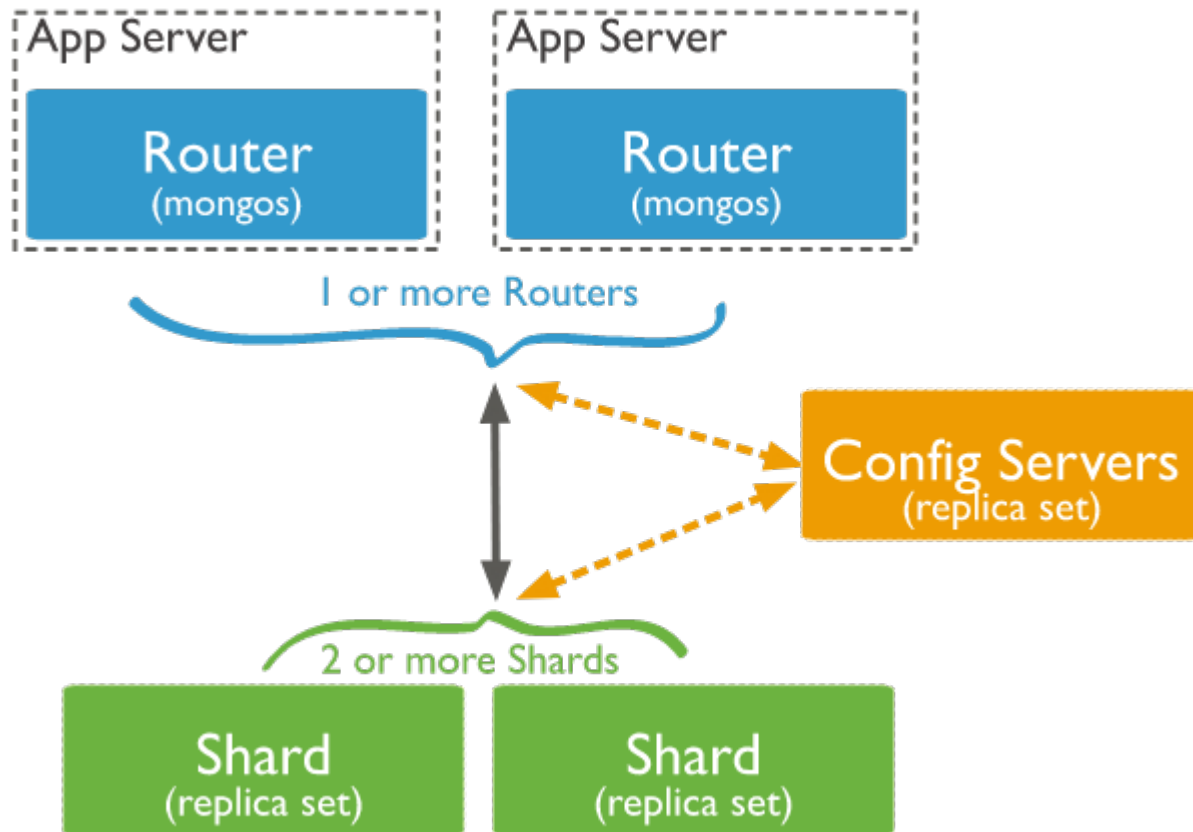 App Server
App Server
Router
(mongos)
Router
(mongos)
1 or more Routers
Config Servers
(replica set)
2 or more Shards
Shard
(replica set)
Shard
(replica set)